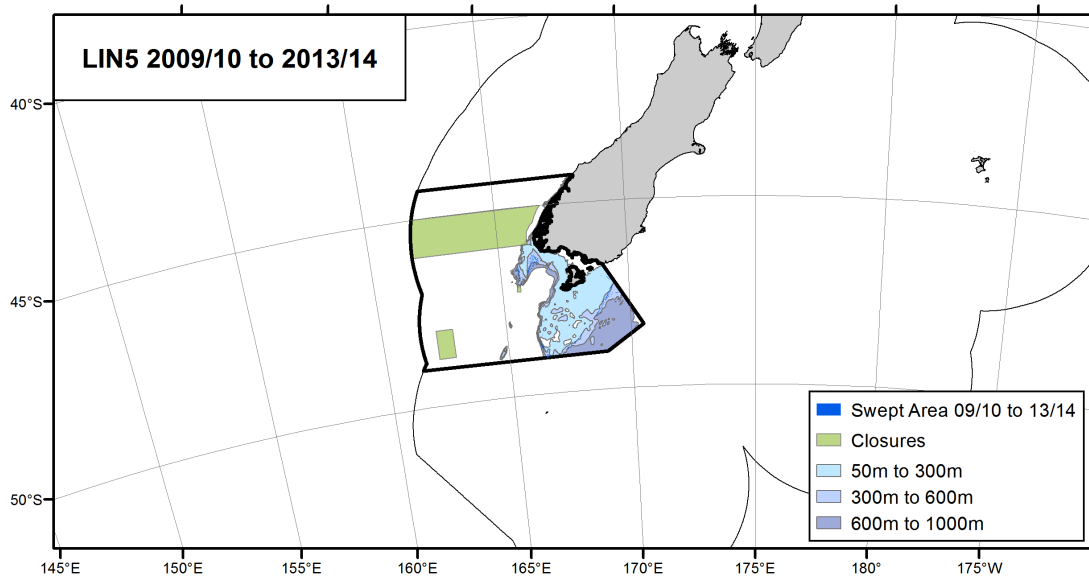 LIN5 2009/10 to 2013/14
40°S
45°S
50°S
Swept Area 09/10 to 13/14
Closures
50m to 300m
300m to 600m
600m to 1000m
145°E
150°E
155°E
160°E
165°E
170°E
175°E
180°
175°W